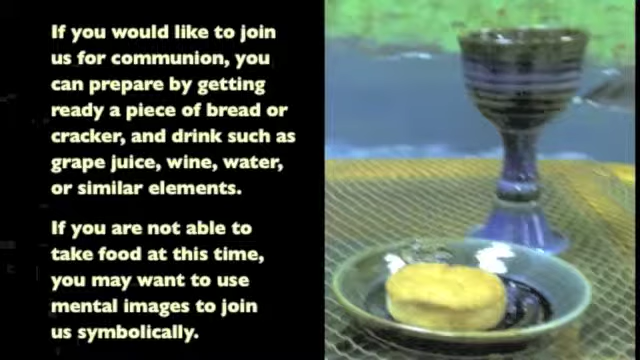 If you would like to join
us for communion, you
can prepare by getting
ready a piece of bread or
cracker, and drink such as
grape juice, wine, water,
or similar elements.
If you are not able to
take food at this time,
you may want to use
mental images to join
us symbolically.